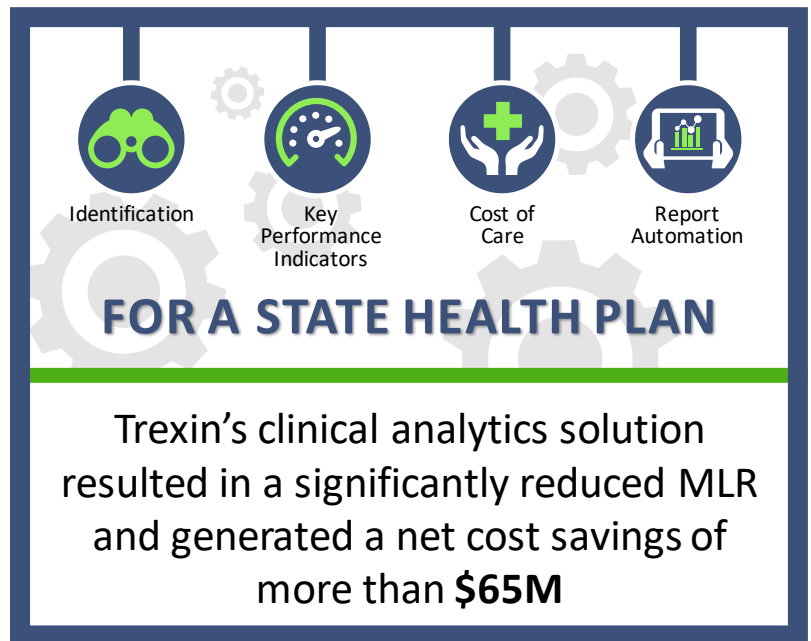 Identification
Key
Performance
Indicators
Cost of
Care
Report
Automation
FOR A STATE HEALTH PLAN
Trexin’s clinical analytics solution
resulted in a significantly reduced MLR
and generated a net cost savings of
more than $65M